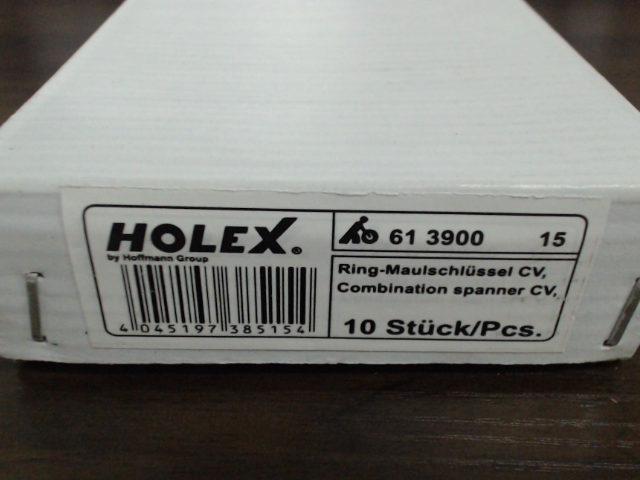 HOLEX®
by Hoffmann Group
4 045197 385154
61 3900 15
Ring-Maulschlüssel CV,
Combination spanner CV,
10 Stück/Pcs.